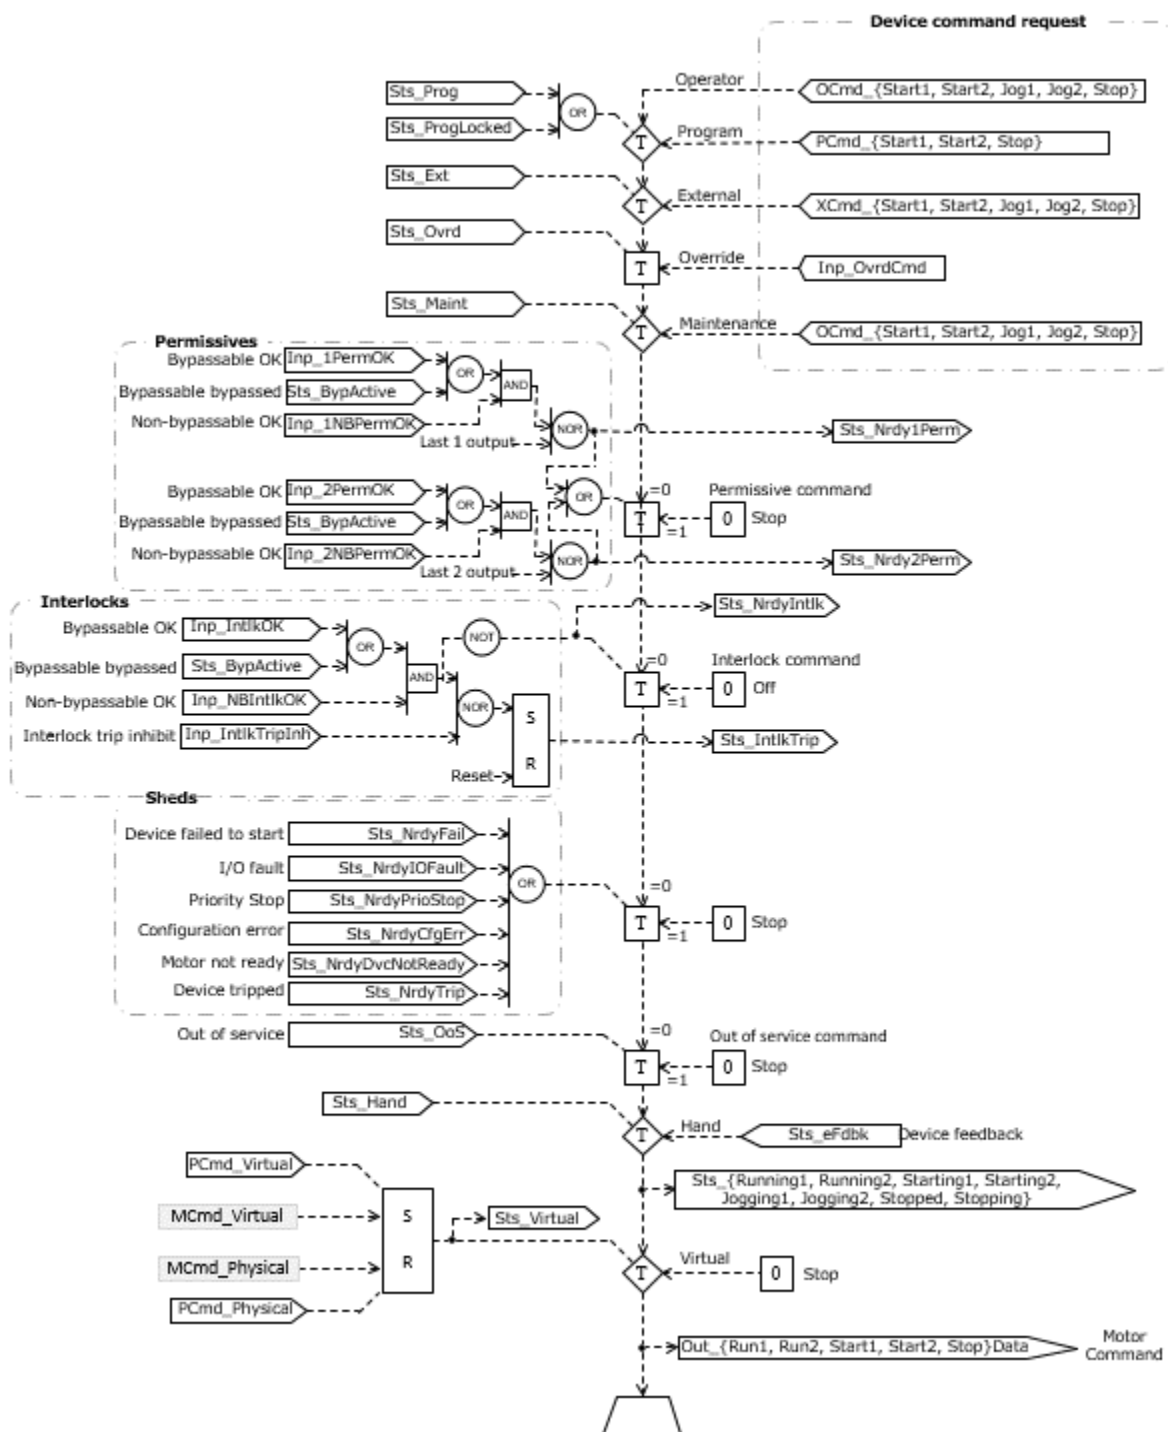 Device command request
Operator
OCmd_{Start1, Start2, Jog1, Jog2, Stop}
Sts_Prog
OR
Sts_ProgLocked
Program
T
PCmd_{Start1, Start2, Stop}
Sts_Ext
External
T
XCmd_{Start1, Start2, Jog1, Jog2, Stop}
Sts_Ovrd
Override
T
Inp_OvrdCmd
Sts_Maint
Maintenance
T
OCmd_{Start1, Start2, Jog1, Jog2, Stop}
Permissives
Bypassable OK
Inp_1PermOK
OR
AND
Bypassable bypassed
Sts_BypActive
Non-bypassable OK
Inp_1NBPermOK
NOR
Last 1 output
Sts_Nrdy1Perm
Bypassable OK
Inp_2PermOK
OR
AND
OR
Bypassable bypassed
Sts_BypActive
Non-bypassable OK
Inp_2NBPermOK
NOR
Last 2 output
=0
Permissive command
T
0
Stop
=1
Sts_Nrdy2Perm
Interlocks
Bypassable OK
Inp_IntlkOK
OR
NOT
Sts_NrdyIntlk
Bypassable bypassed
Sts_BypActive
AND
=0
Interlock command
T
0
Off
=1
Non-bypassable OK
Inp_NBIntlkOK
NOR
S
Interlock trip inhibit
Inp_IntlkTripInh
Sts_IntlkTrip
R
Reset
Sheds
Device failed to start
Sts_NrdyFail
I/O fault
Sts_NrdyIOFault
OR
Priority Stop
Sts_NrdyPrioStop
=0
T
0
Stop
=1
Configuration error
Sts_NrdyCfgErr
Motor not ready
Sts_NrdyDvcNotReady
Device tripped
Sts_NrdyTrip
Out of service
Sts_OoS
=0
Out of service command
T
0
Stop
=1
Sts_Hand
Hand
T
Sts_eFdbk
Device feedback
PCmd_Virtual
Sts_{Running1, Running2, Starting1, Starting2,
Jogging1, Jogging2, Stopped, Stopping}
MCmd_Virtual
S
Sts_Virtual
MCmd_Physical
R
Virtual
T
0
Stop
PCmd_Physical
Out_{Run1, Run2, Start1, Start2, Stop}Data
Motor
Command